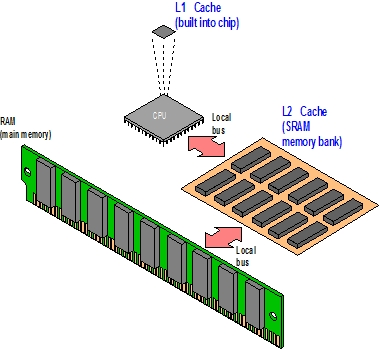 L1 Cache
(built into chip)
CPU
Local
bus
L2 Cache
(SRAM
memory bank)
RAM
(main memory)
Local
bus